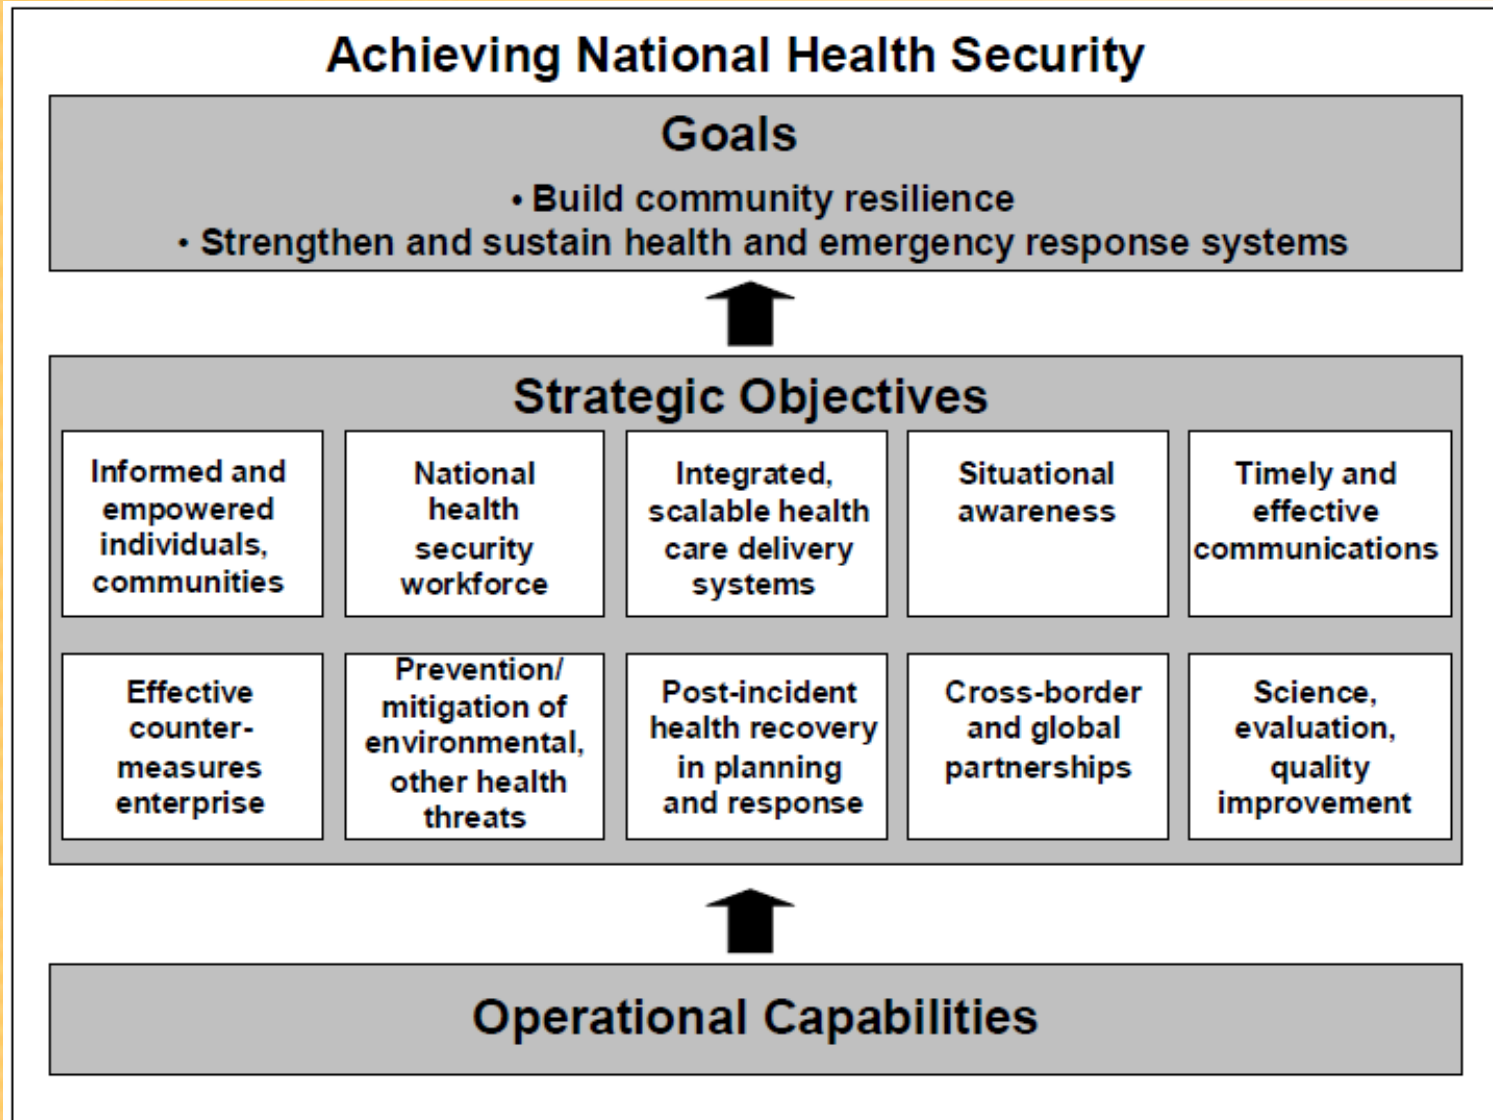 Achieving National Health Security
Goals
• Build community resilience
• Strengthen and sustain health and emergency response systems
Strategic Objectives
Informed and
empowered
individuals,
communities
National
health
security
workforce
Integrated,
scalable health
care delivery
systems
Situational
awareness
Timely and
effective
communications
Effective
counter-
measures
enterprise
Prevention/
mitigation of
environmental,
other health
threats
Post-incident
health recovery
in planning
and response
Cross-border
and global
partnerships
Science,
evaluation,
quality
improvement
Operational Capabilities